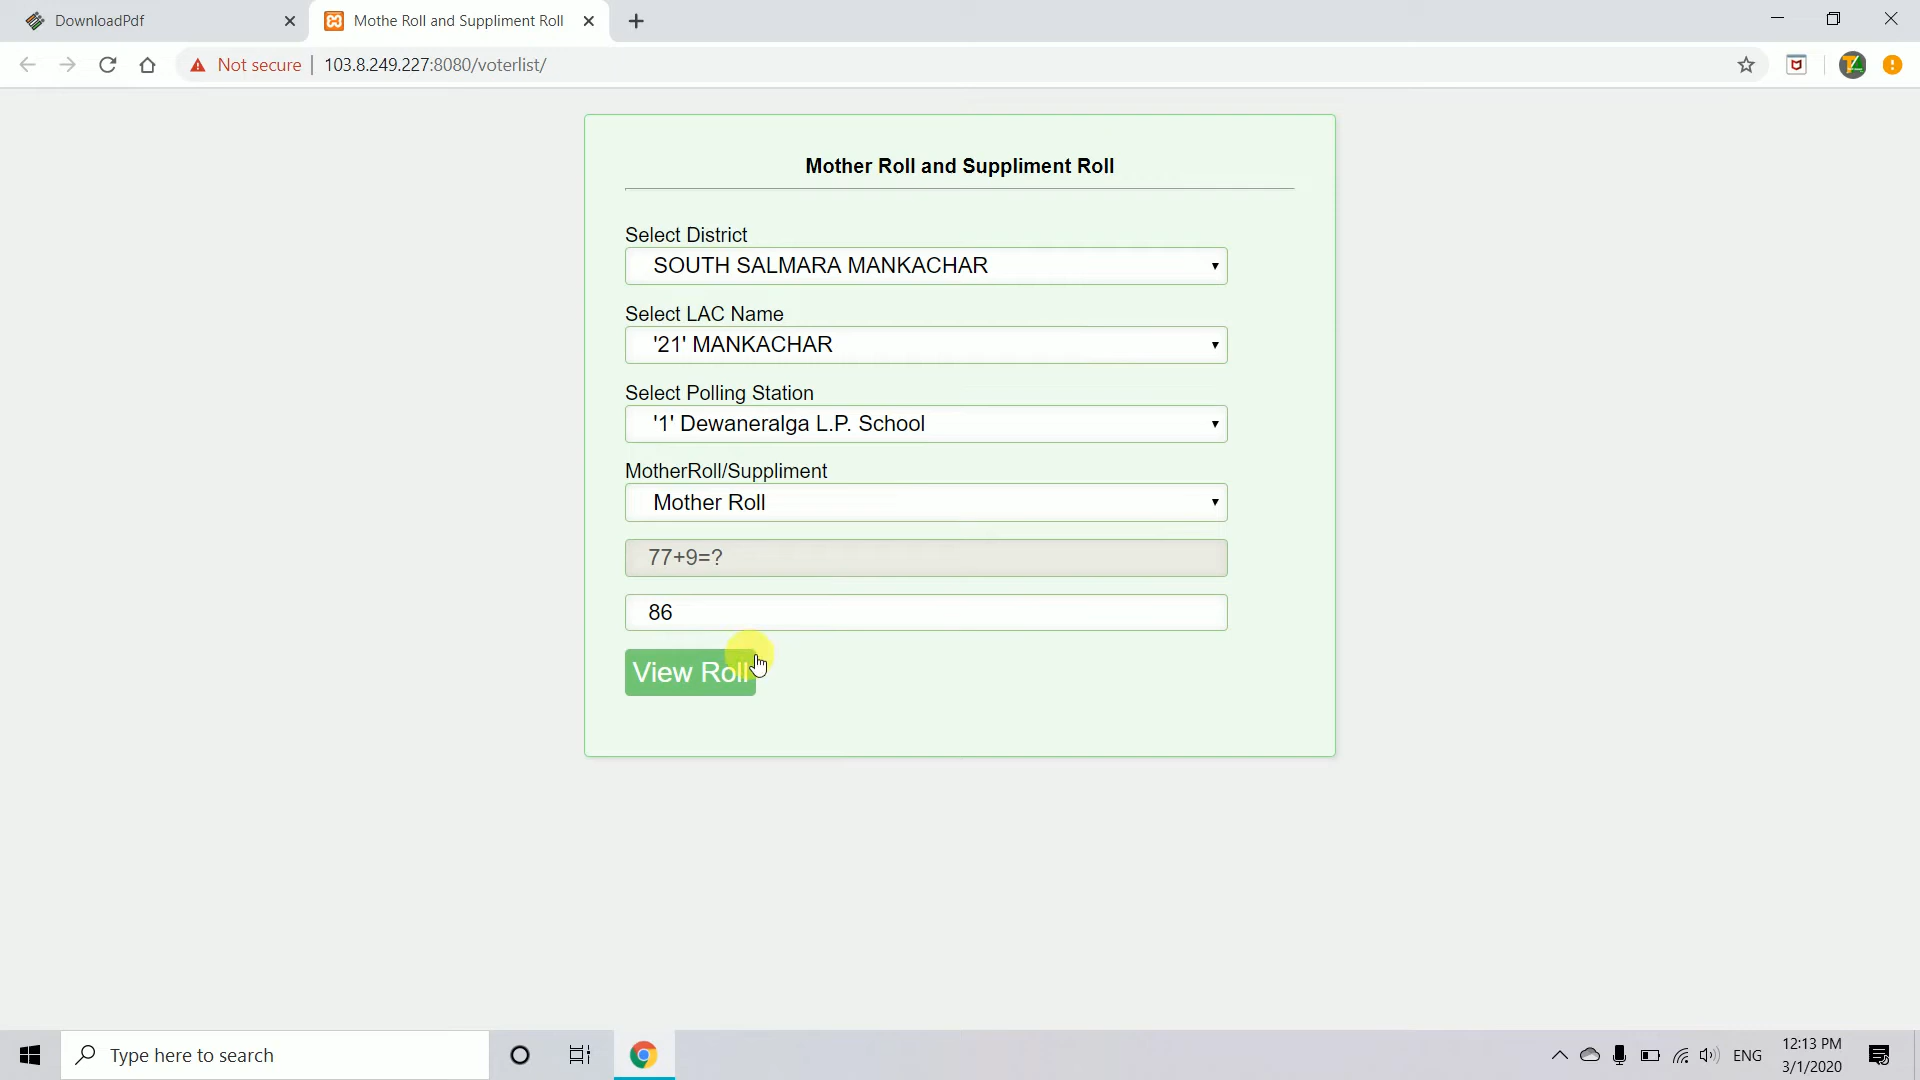 DownloadPdf
Mothe Roll and Suppliment Roll
Not secure
103.8.249.227:8080/voterlist/
Mother Roll and Suppliment Roll
Select District
SOUTH SALMARA MANKACHAR
Select LAC Name
'21' MANKACHAR
Select Polling Station
'1' Dewaneralga L.P. School
MotherRoll/Suppliment
Mother Roll
77+9=?
86
View Roll
Type here to search
ENG
12:13 PM
3/1/2020